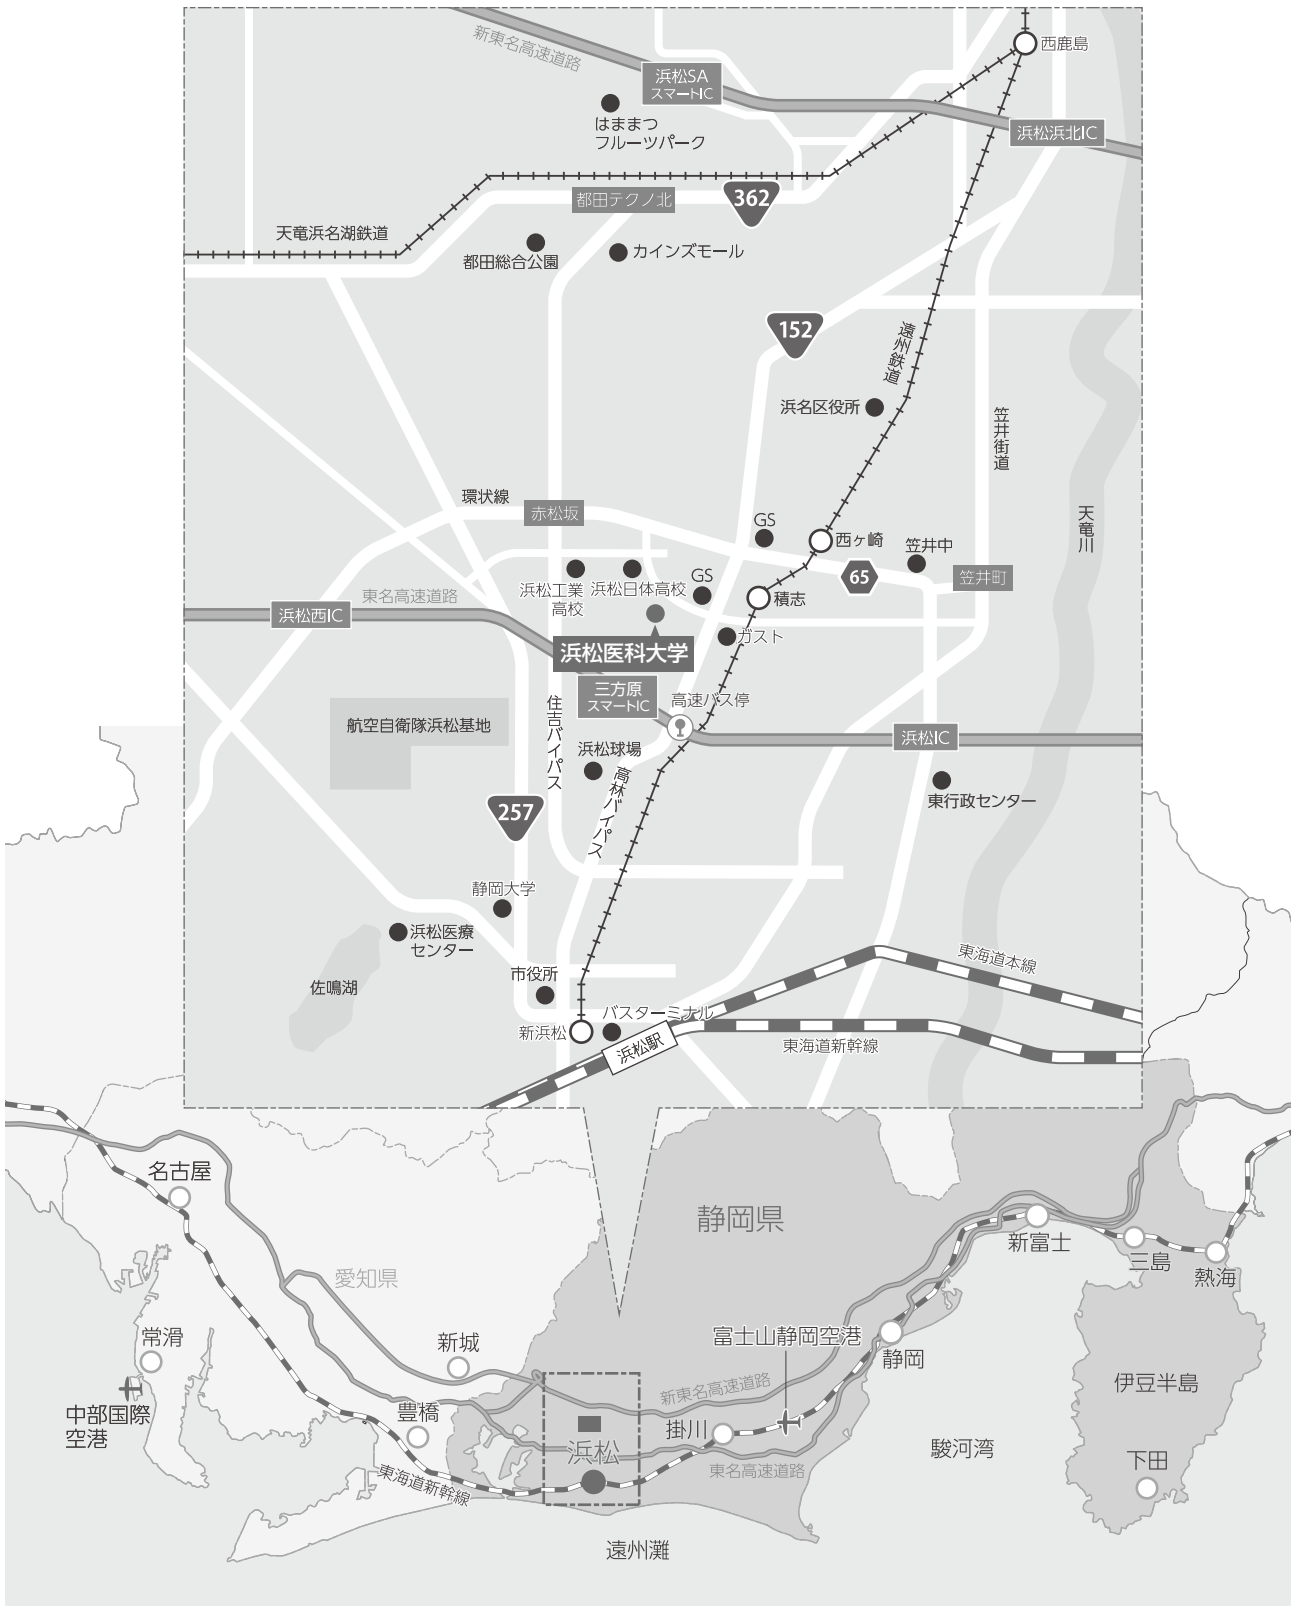 新東名高速道路
西鹿島
浜松SA
スマートIC
はままつ
フルーツパーク
浜松浜北IC
都田テクノ北
362
天竜浜名湖鉄道
都田総合公園
カインズモール
152
遠州鉄道
浜名区役所
笠井街道
環状線
赤松坂
GS
西ヶ崎
笠井中
天竜川
65
笠井町
浜松工業
高校
浜松日体高校
GS
積志
東名高速道路
浜松西IC
ガスト
浜松医科大学
三方原
スマートIC
高速バス停
航空自衛隊浜松基地
住吉バイパス
浜松IC
浜松球場
高林バイパス
東行政センター
257
静岡大学
浜松医療
センター
佐鳴湖
市役所
東海道本線
新浜松
バスターミナル
浜松駅
東海道新幹線
名古屋
静岡県
愛知県
新富士
三島
熱海
常滑
新城
富士山静岡空港
静岡
中部国際
空港
新東名高速道路
伊豆半島
豊橋
浜松
掛川
駿河湾
東海道新幹線
東名高速道路
下田
遠州灘